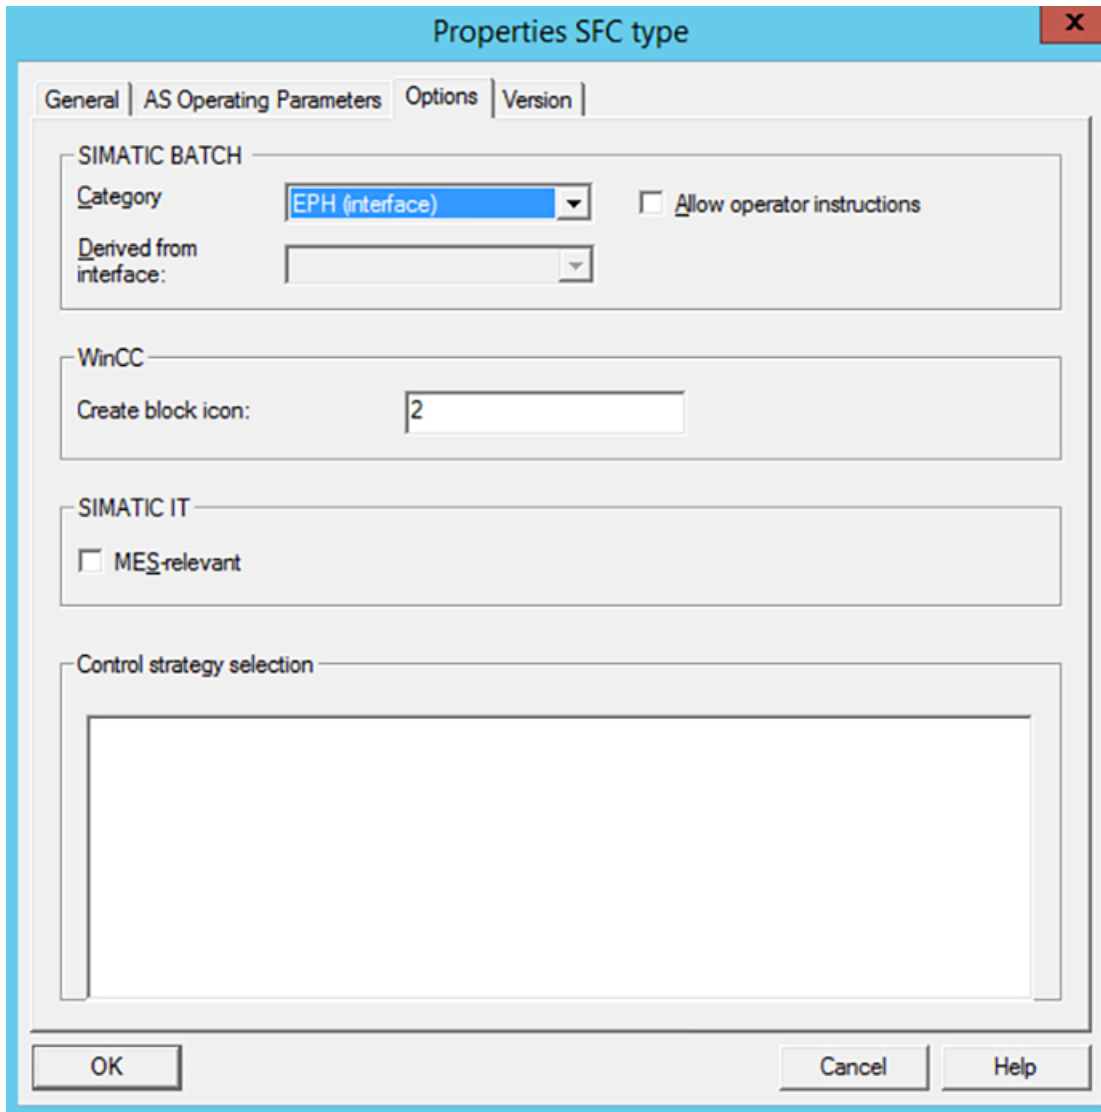 Properties SFC type
X
General
AS Operating Parameters
Options
Version
SIMATIC BATCH
Category
EPH (interface)
Allow operator instructions
Derived from
interface:
WinCC
Create block icon:
2
SIMATIC IT
MES-relevant
Control strategy selection
OK
Cancel
Help